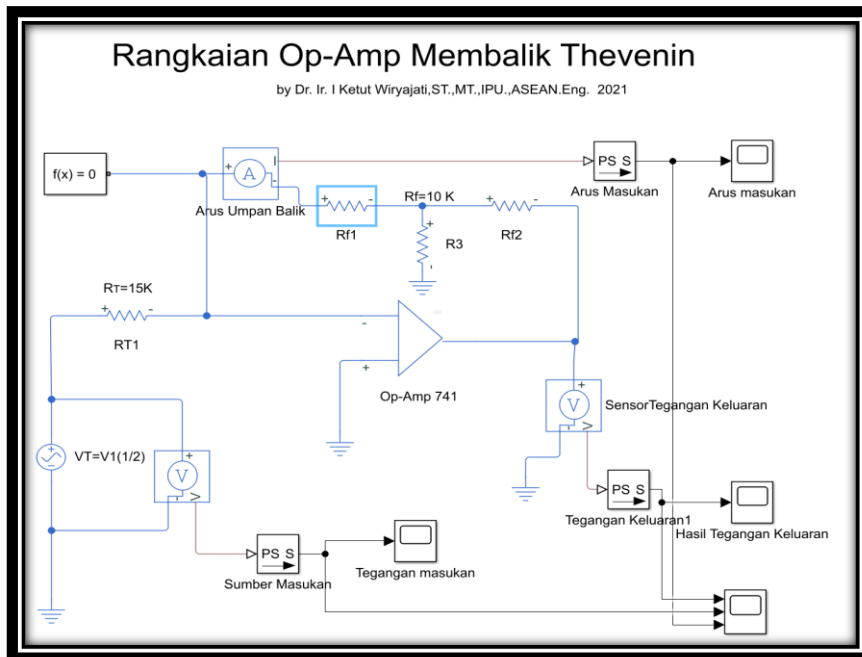 Rangkaian Op-Amp Membalik Thevenin
by Dr. Ir. I Ketut Wiryajati,ST.,MT.,IPU.,ASEAN.Eng. 2021
f(x) = 0
+
A
I
-
Arus Umpan Balik
PS S
Arus Masukan
Arus masukan
+ -
Rf1
Rf=10 K
+ -
Rf2
+
R3
-
RT=15K
+ -
RT1
-
+
Op-Amp 741
+
V
-
V
SensorTegangan Keluaran
VT=V1(1/2)
+
-
+
V
-
V
PS S
Tegangan Keluaran1
Hasil Tegangan Keluaran
PS S
Sumber Masukan
Tegangan masukan